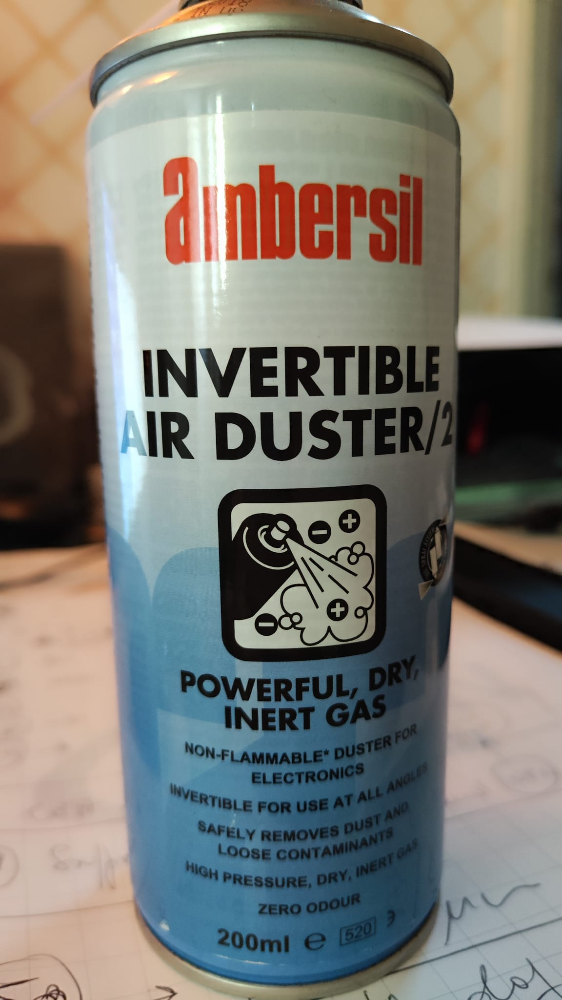 ambersil
INVERTIBLE
AIR DUSTER/2
POWERFUL, DRY,
INERT GAS
NON-FLAMMABLE* DUSTER FOR
ELECTRONICS
INVERTIBLE FOR USE AT ALL ANGLES
SAFELY REMOVES DUST AND
LOOSE CONTAMINANTS
HIGH PRESSURE, DRY, INERT GAS
ZERO ODOUR
200ml e 520